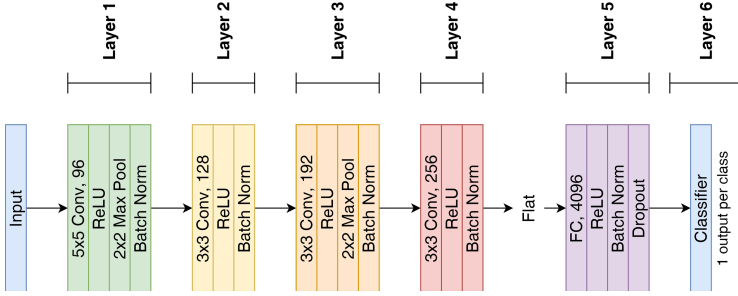 Layer 1
Layer 2
Layer 3
Layer 4
Layer 5
Layer 6
Input
5x5 Conv, 96
ReLU
2x2 Max Pool
Batch Norm
3x3 Conv, 128
ReLU
Batch Norm
3x3 Conv, 192
ReLU
2x2 Max Pool
Batch Norm
3x3 Conv, 256
ReLU
Batch Norm
Flat
FC, 4096
ReLU
Batch Norm
Dropout
Classifier
1 output per class